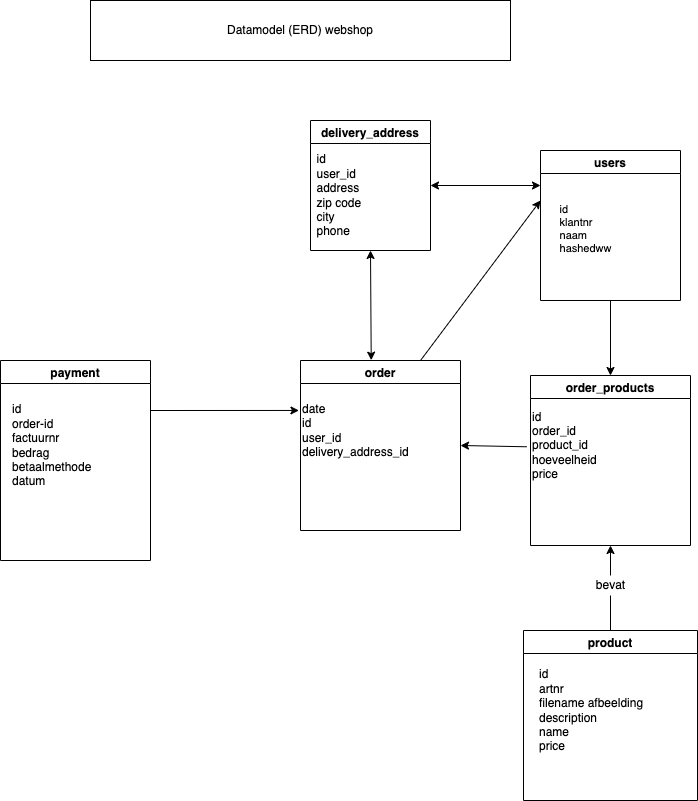 Datamodel (ERD) webshop
delivery_address
id
user_id
address
zip code
city
phone
users
id
klantnr
naam
hashedww
payment
id
order-id
factuurnr
bedrag
betaalmethode
datum
order
date
id
user_id
delivery_address_id
order_products
id
order_id
product_id
hoeveelheid
price
bevat
product
id
artnr
filename afbeelding
description
name
price